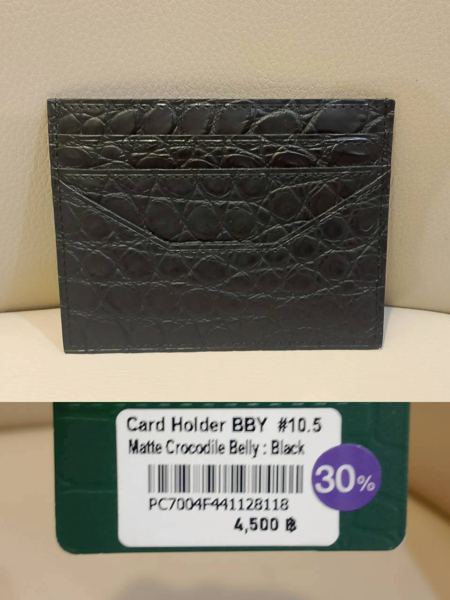 Card Holder BBY #10.5
Matte Crocodile Belly : Black
30%
PC7004F441128118
4,500 ฿